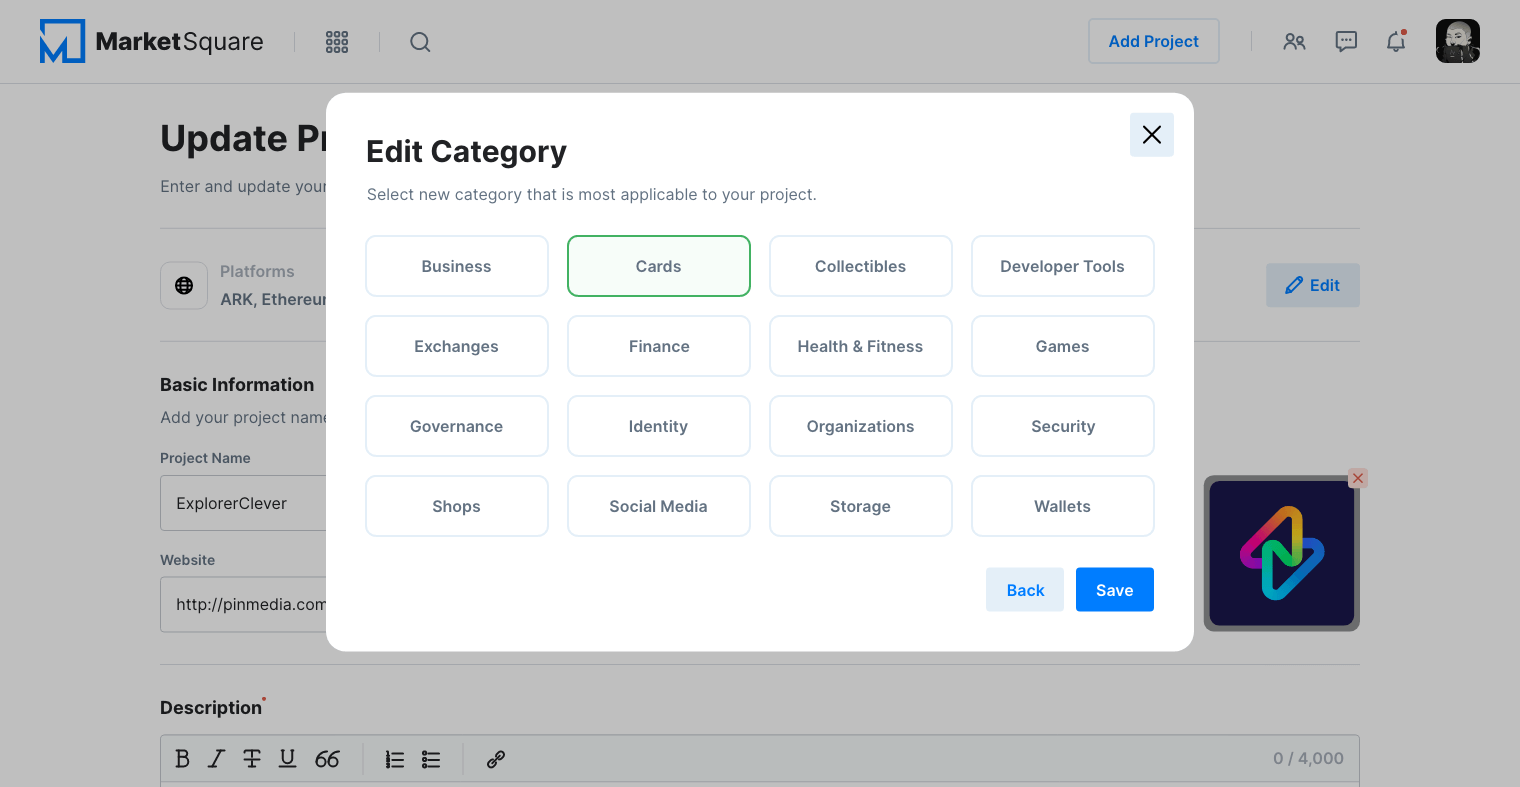 MarketSquare
Add Project
Update Pr
Enter and update your
Platforms
ARK, Ethereum
Edit
Basic Information
Add your project name
Project Name
ExplorerClever
Website
http://pinmedia.com
Edit Category
Select new category that is most applicable to your project.
Business
Cards
Collectibles
Developer Tools
Exchanges
Finance
Health & Fitness
Games
Governance
Identity
Organizations
Security
Shops
Social Media
Storage
Wallets
Back
Save
Description*
0 / 4,000